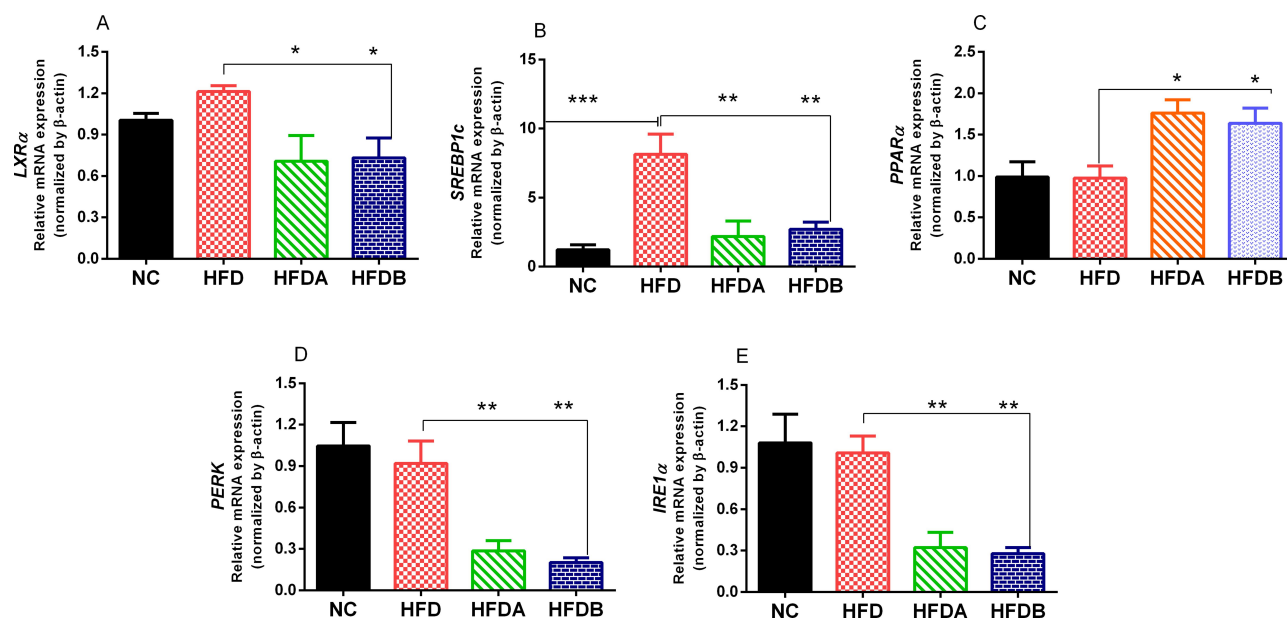 A
LXRα
Relative mRNA expression
(normalized by β-actin)
1.5
1.2
0.9
0.6
0.3
0.0
* *
NC HFD HFDA HFDB
B
SREBP1c
Relative mRNA expression
(normalized by β-actin)
15
10
5
0
*** ** **
NC HFD HFDA HFDB
C
PPARα
Relative mRNA expression
(normalized by β-actin)
2.5
2.0
1.5
1.0
0.5
0.0
* *
NC HFD HFDA HFDB
D
PERK
Relative mRNA expression
(normalized by β-actin)
1.5
1.2
0.9
0.6
0.3
0.0
** **
NC HFD HFDA HFDB
E
IRE1α
Relative mRNA expression
(normalized by β-actin)
1.5
1.2
0.9
0.6
0.3
0.0
** **
NC HFD HFDA HFDB